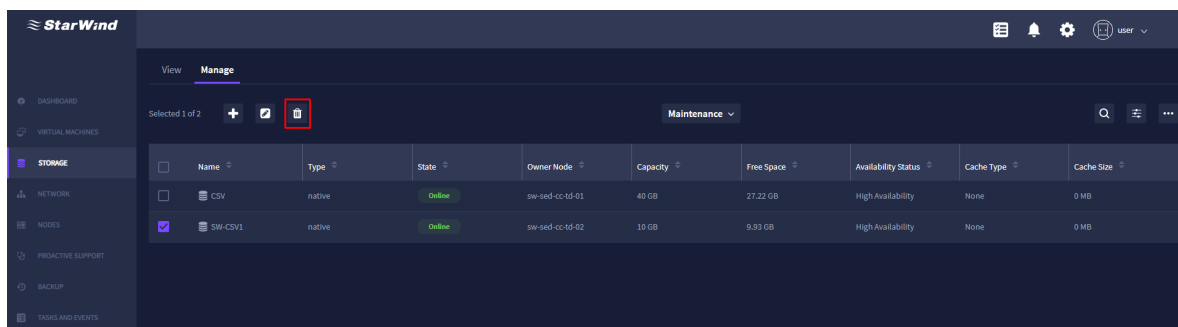 StarWind
user
View Manage
DASHBOARD
Selected 1 of 2 Maintenance
VIRTUAL MACHINES
STORAGE
Name Type State Owner Node Capacity Free Space Availability Status Cache Type Cache Size
NETWORK
CSV native Online sw-sed-cc-td-01 40 GB 27.22 GB High Availability None 0 MB
NODES
SW-CSV1 native Online sw-sed-cc-td-02 10 GB 9.93 GB High Availability None 0 MB
PROACTIVE SUPPORT
BACKUP
TASKS AND EVENTS